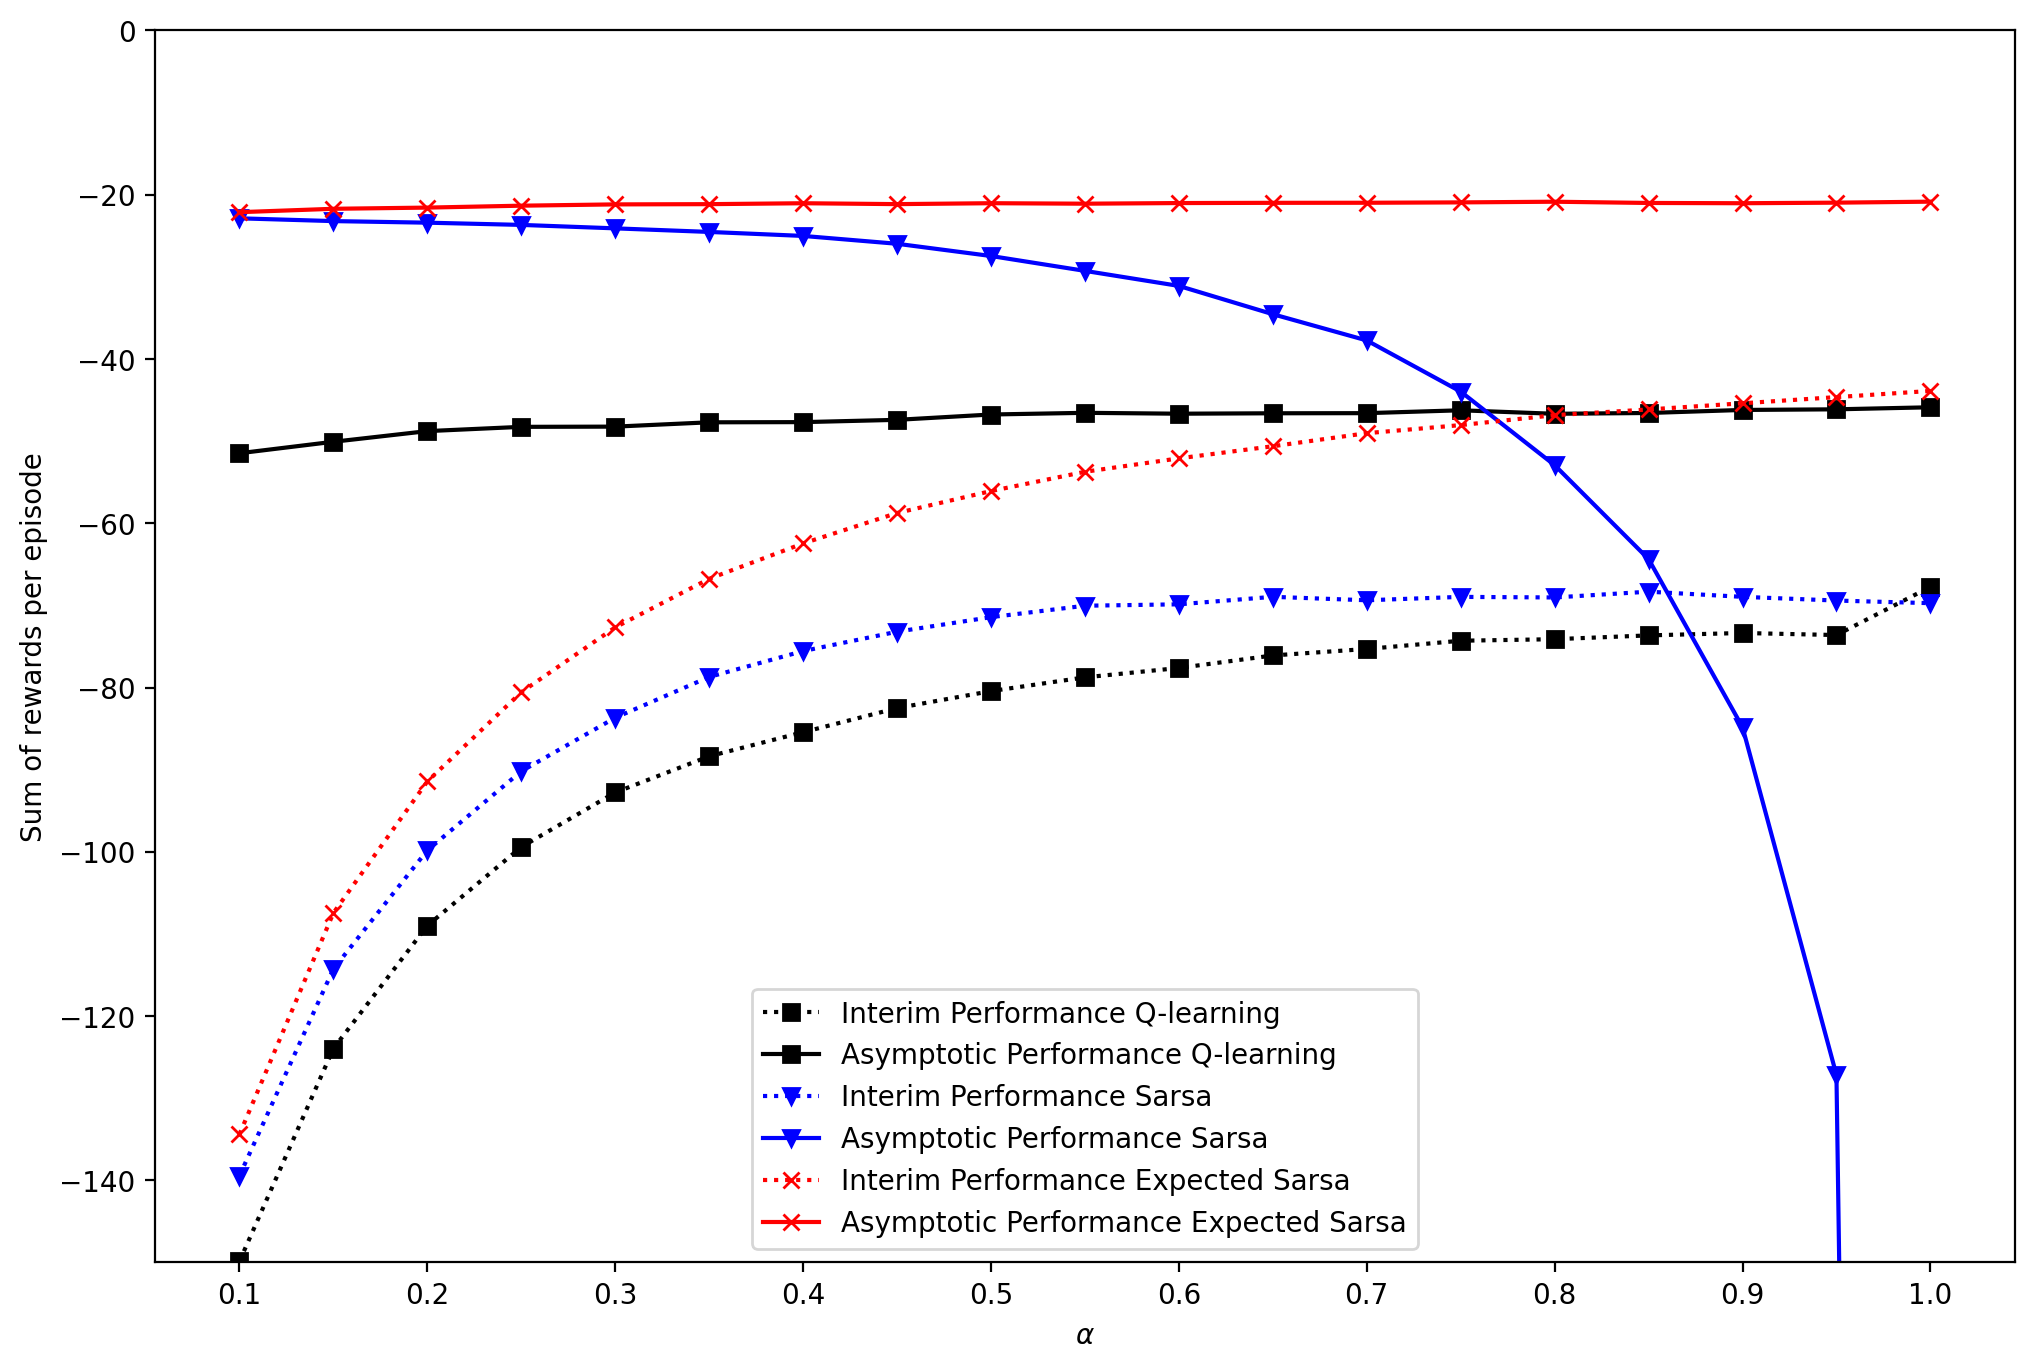 0
−20
−40
−60
−80
−100
−120
−140
Sum of rewards per episode
Interim Performance Q-learning
Asymptotic Performance Q-learning
Interim Performance Sarsa
Asymptotic Performance Sarsa
Interim Performance Expected Sarsa
Asymptotic Performance Expected Sarsa
0.1 0.2 0.3 0.4 0.5 0.6 0.7 0.8 0.9 1.0
α